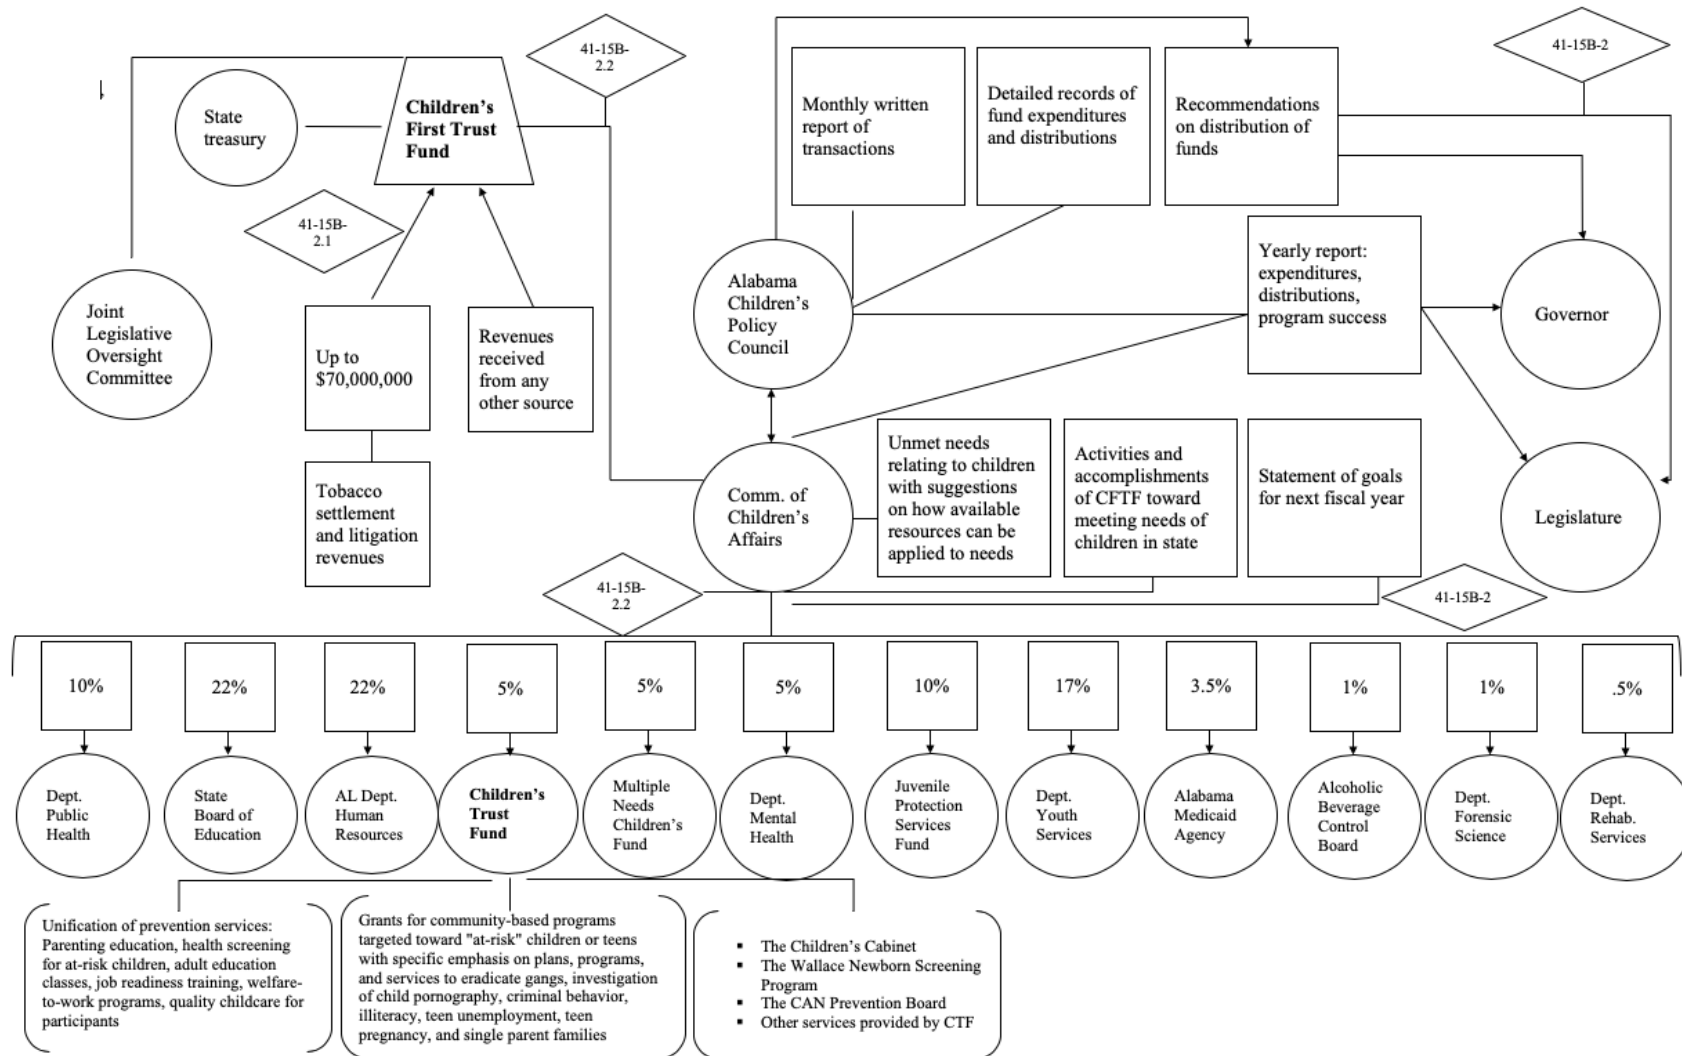 41-15B-
2.2
41-15B-2
State
treasury
Children’s
First Trust
Fund
Monthly written
report of
transactions
Detailed records of
fund expenditures
and distributions
Recommendations
on distribution of
funds
41-15B-
2.1
Joint
Legislative
Oversight
Committee
Up to
$70,000,000
Revenues
received
from any
other source
Alabama
Children’s
Policy
Council
Yearly report:
expenditures,
distributions,
program success
Governor
Tobacco
settlement
and litigation
revenues
Comm. of
Children’s
Affairs
Unmet needs
relating to children
with suggestions
on how available
resources can be
applied to needs
Activities and
accomplishments
of CFTF toward
meeting needs of
children in state
Statement of goals
for next fiscal year
Legislature
41-15B-
2.2
41-15B-2
10%
22%
22%
5%
5%
5%
10%
17%
3.5%
1%
1%
.5%
Dept.
Public
Health
State
Board of
Education
AL Dept.
Human
Resources
Children’s
Trust
Fund
Multiple
Needs
Children’s
Fund
Dept.
Mental
Health
Juvenile
Protection
Services
Fund
Dept.
Youth
Services
Alabama
Medicaid
Agency
Alcoholic
Beverage
Control
Board
Dept.
Forensic
Science
Dept.
Rehab.
Services
Unification of prevention services:
Parenting education, health screening
for at-risk children, adult education
classes, job readiness training, welfare-
to-work programs, quality childcare for
participants
Grants for community-based programs
targeted toward "at-risk" children or teens
with specific emphasis on plans, programs,
and services to eradicate gangs, investigation
of child pornography, criminal behavior,
illiteracy, teen unemployment, teen
pregnancy, and single parent families
▪ The Children’s Cabinet
▪ The Wallace Newborn Screening
Program
▪ The CAN Prevention Board
▪ Other services provided by CTF